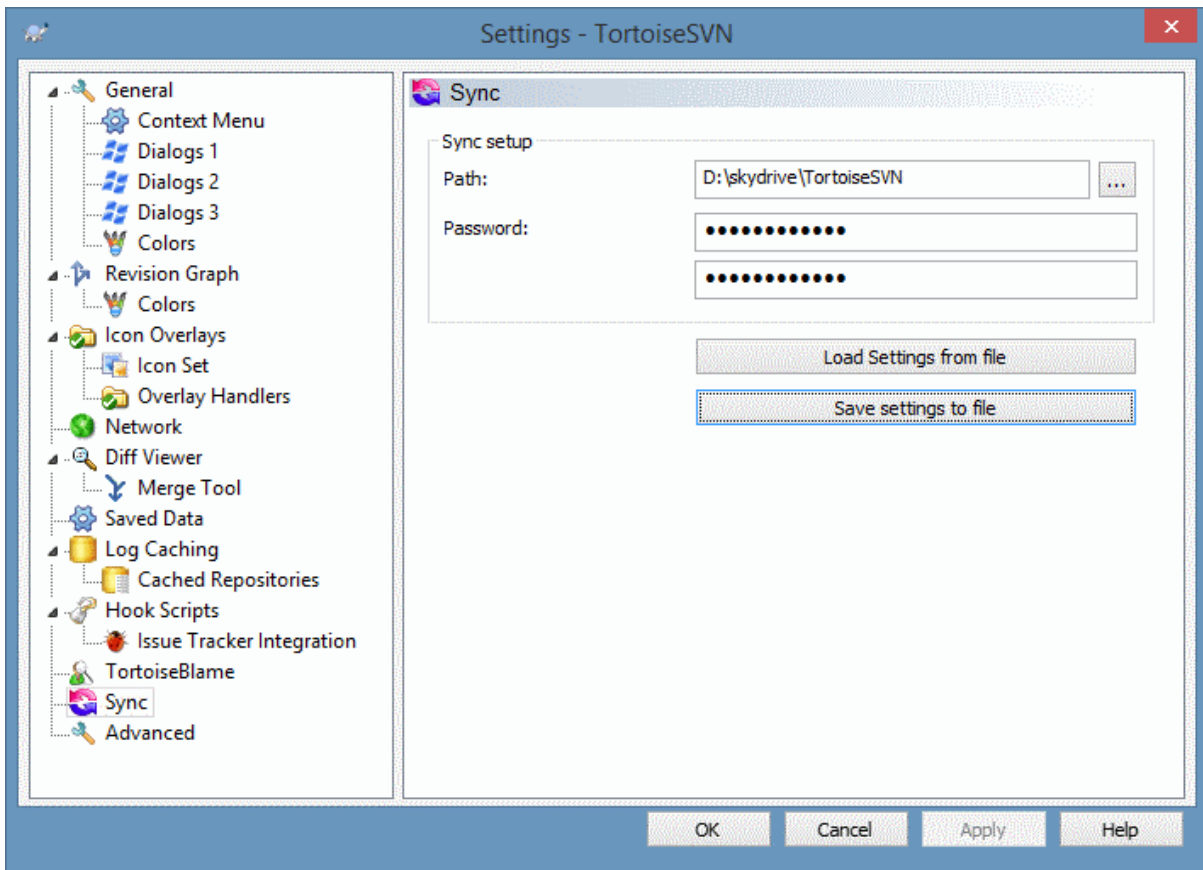 Settings - TortoiseSVN
General
Context Menu
Dialogs 1
Dialogs 2
Dialogs 3
Colors
Revision Graph
Colors
Icon Overlays
Icon Set
Overlay Handlers
Network
Diff Viewer
Merge Tool
Saved Data
Log Caching
Cached Repositories
Hook Scripts
Issue Tracker Integration
TortoiseBlame
Sync
Advanced
Sync
Sync setup
Path: D:\skydrive\TortoiseSVN ...
Password: ●●●●●●●●●●●●
●●●●●●●●●●●●
Load Settings from file
Save settings to file
OK Cancel Apply Help